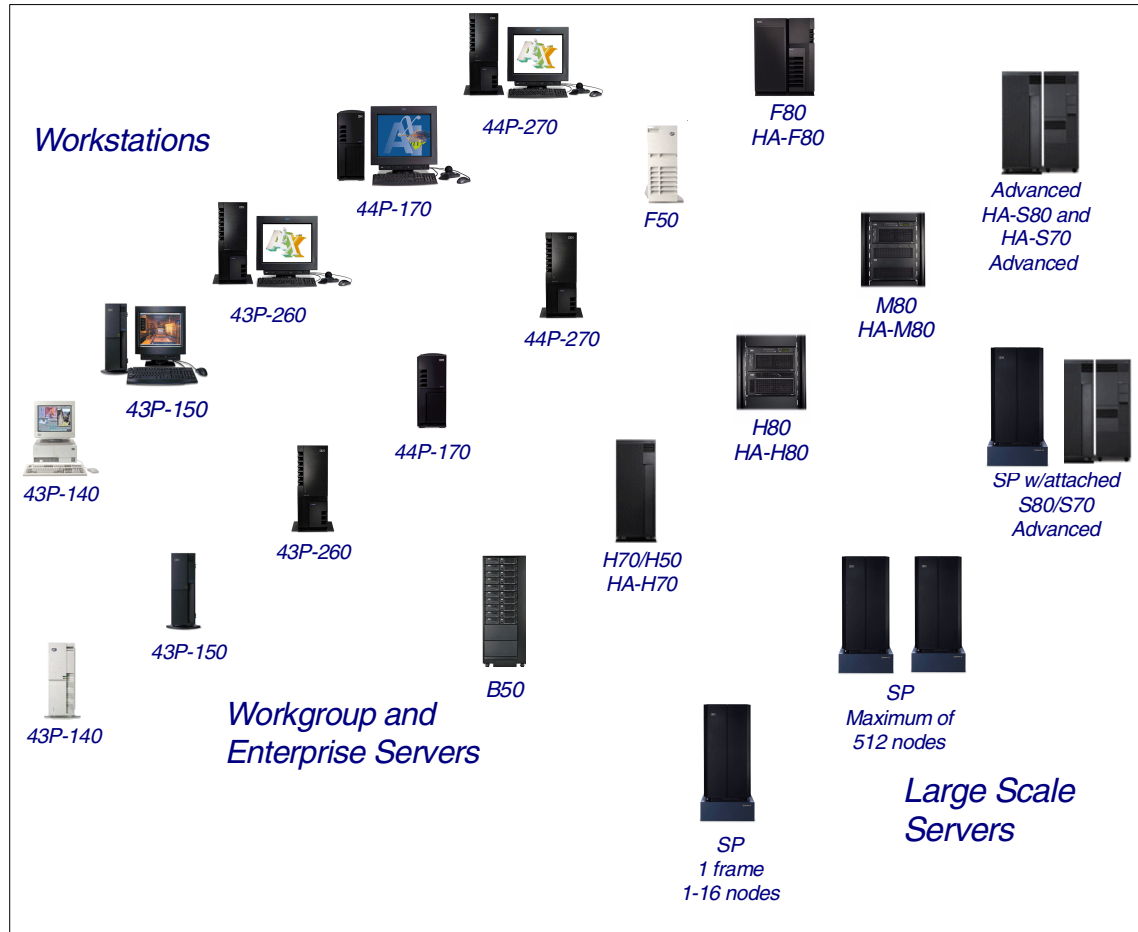 44P-270
F80
HA-F80
Workstations
44P-170
F50
Advanced
HA-S80 and
HA-S70
Advanced
43P-260
44P-270
M80
HA-M80
43P-150
44P-170
H80
HA-H80
43P-140
43P-260
SP w/attached
S80/S70
Advanced
H70/H50
HA-H70
43P-150
B50
43P-140
Workgroup and
Enterprise Servers
SP
Maximum of
512 nodes
Large Scale
Servers
SP
1 frame
1-16 nodes